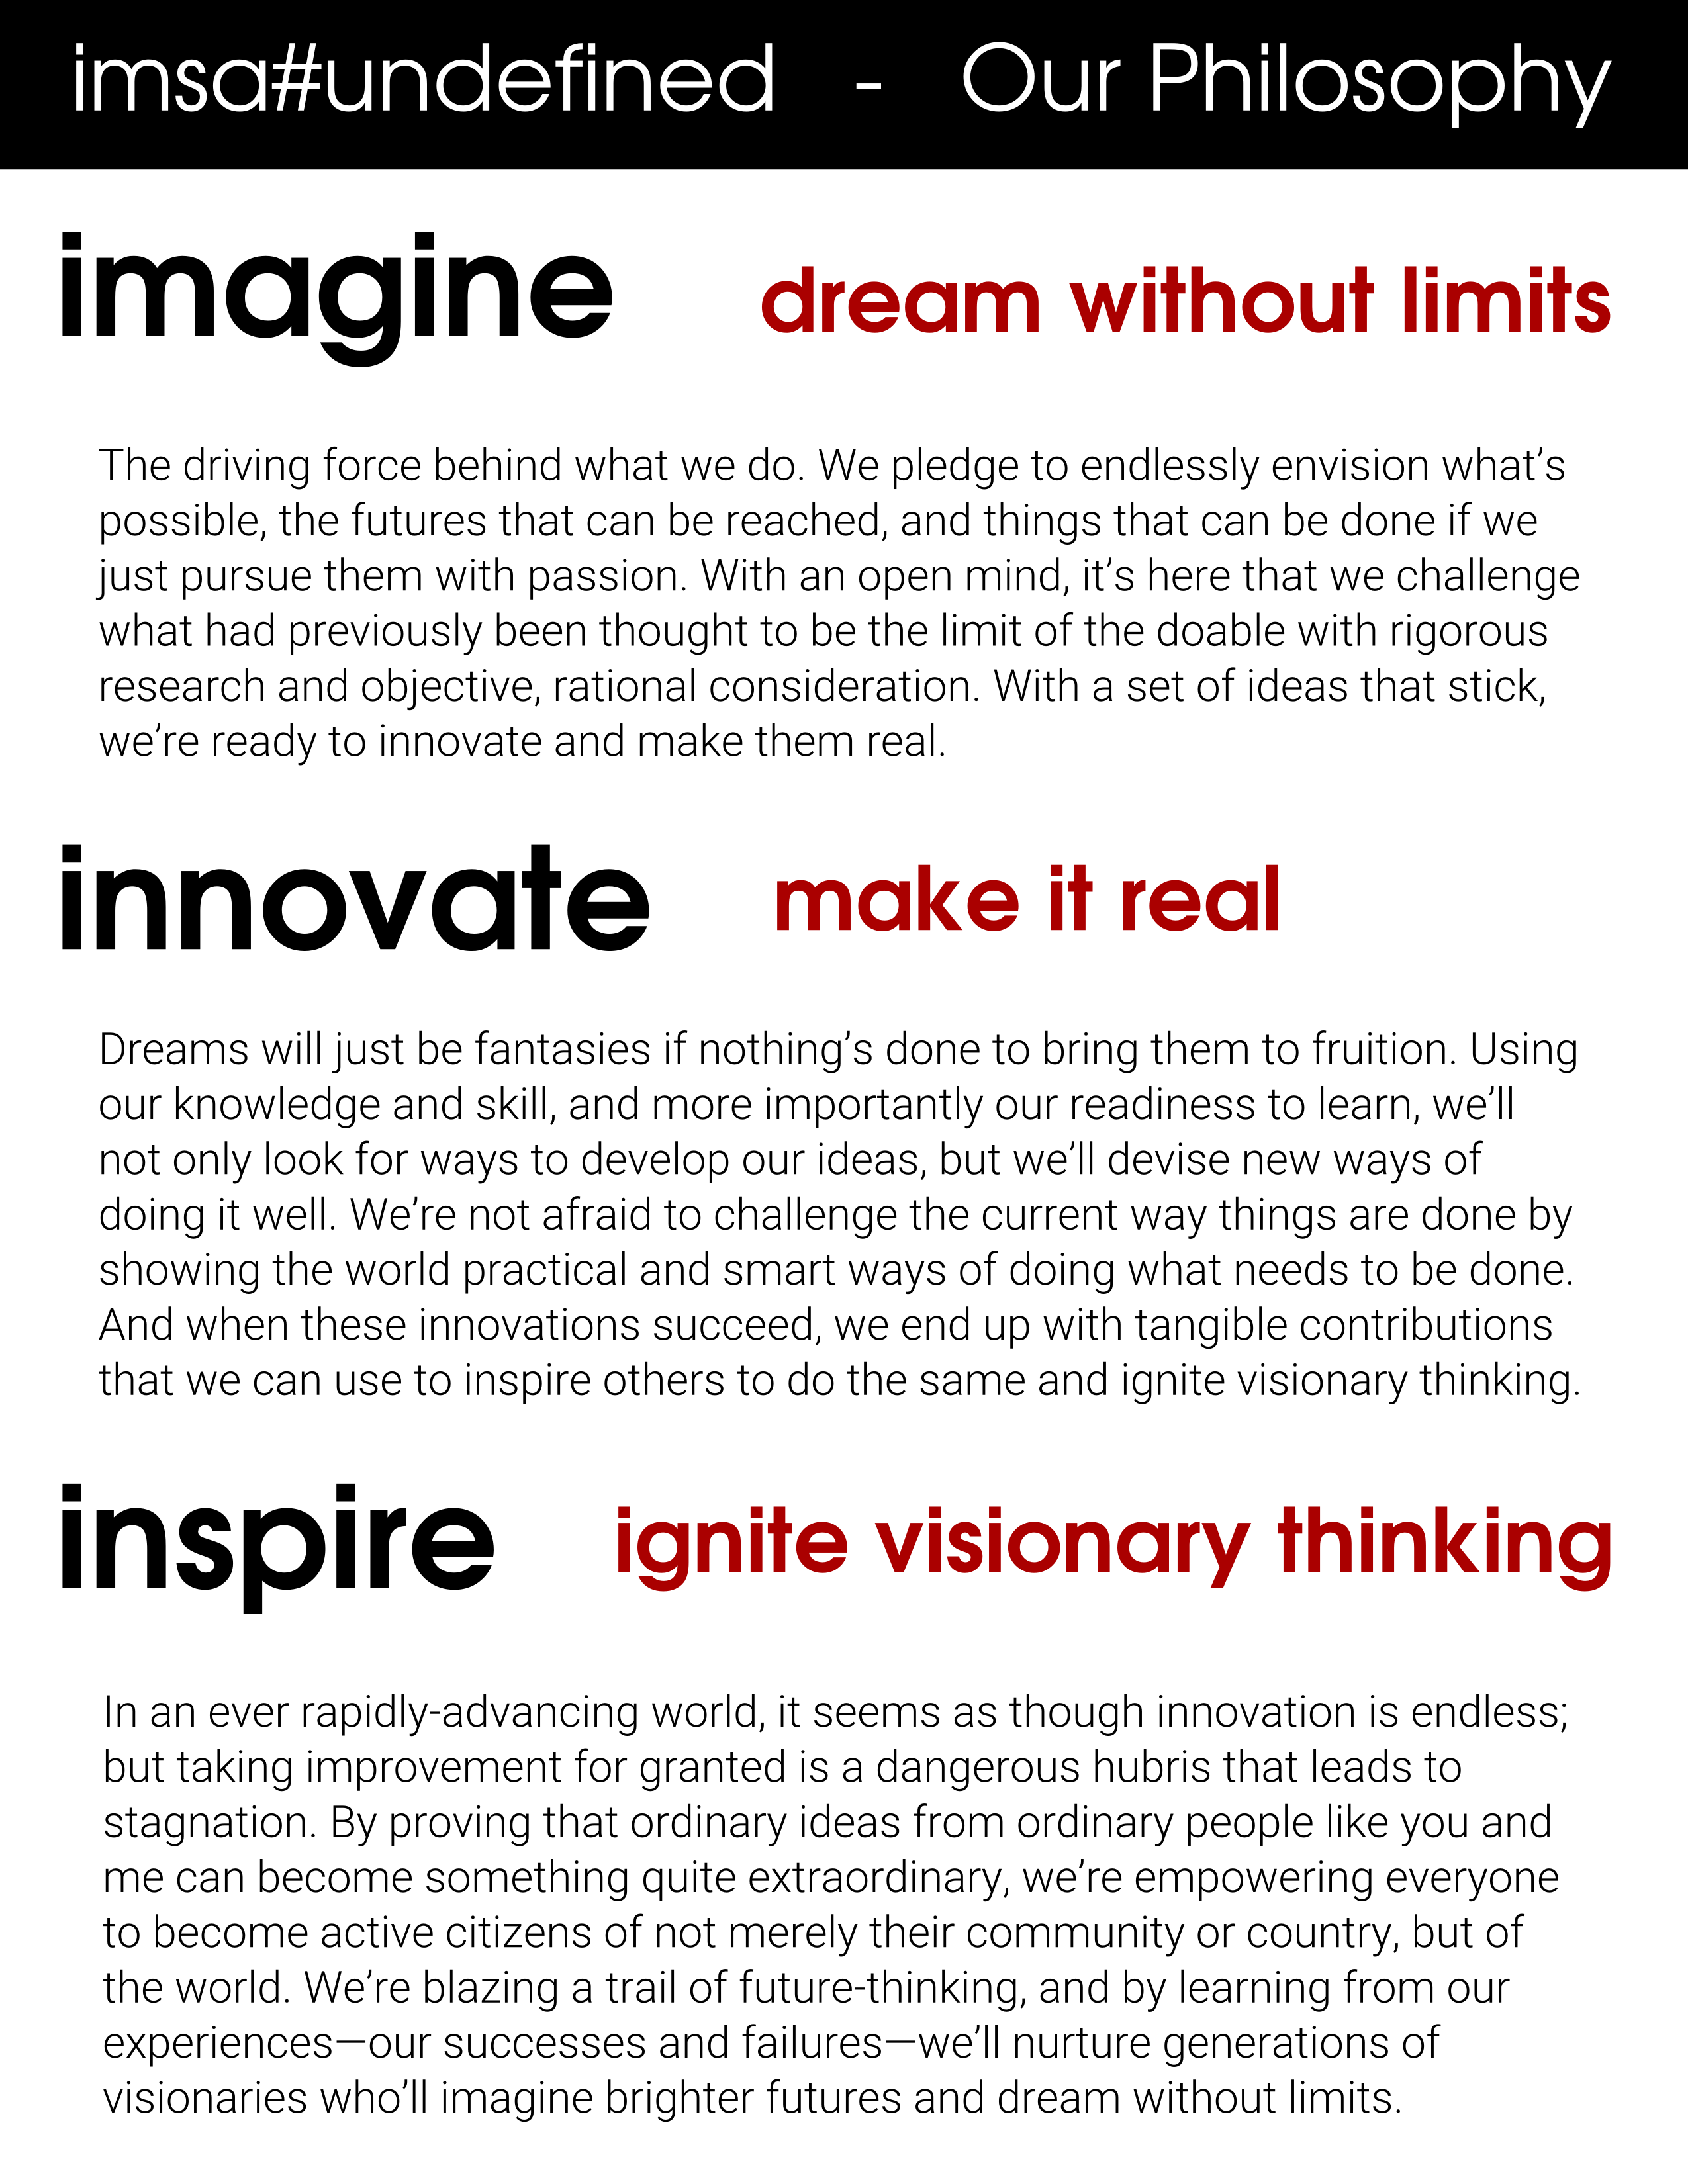 imsa#undefined - Our Philosophy
imagine dream without limits
The driving force behind what we do. We pledge to endlessly envision what’s
possible, the futures that can be reached, and things that can be done if we
just pursue them with passion. With an open mind, it’s here that we challenge
what had previously been thought to be the limit of the doable with rigorous
research and objective, rational consideration. With a set of ideas that stick,
we’re ready to innovate and make them real.
innovate make it real
Dreams will just be fantasies if nothing’s done to bring them to fruition. Using
our knowledge and skill, and more importantly our readiness to learn, we’ll
not only look for ways to develop our ideas, but we’ll devise new ways of
doing it well. We’re not afraid to challenge the current way things are done by
showing the world practical and smart ways of doing what needs to be done.
And when these innovations succeed, we end up with tangible contributions
that we can use to inspire others to do the same and ignite visionary thinking.
inspire ignite visionary thinking
In an ever rapidly-advancing world, it seems as though innovation is endless;
but taking improvement for granted is a dangerous hubris that leads to
stagnation. By proving that ordinary ideas from ordinary people like you and
me can become something quite extraordinary, we’re empowering everyone
to become active citizens of not merely their community or country, but of
the world. We’re blazing a trail of future-thinking, and by learning from our
experiences—our successes and failures—we’ll nurture generations of
visionaries who’ll imagine brighter futures and dream without limits.